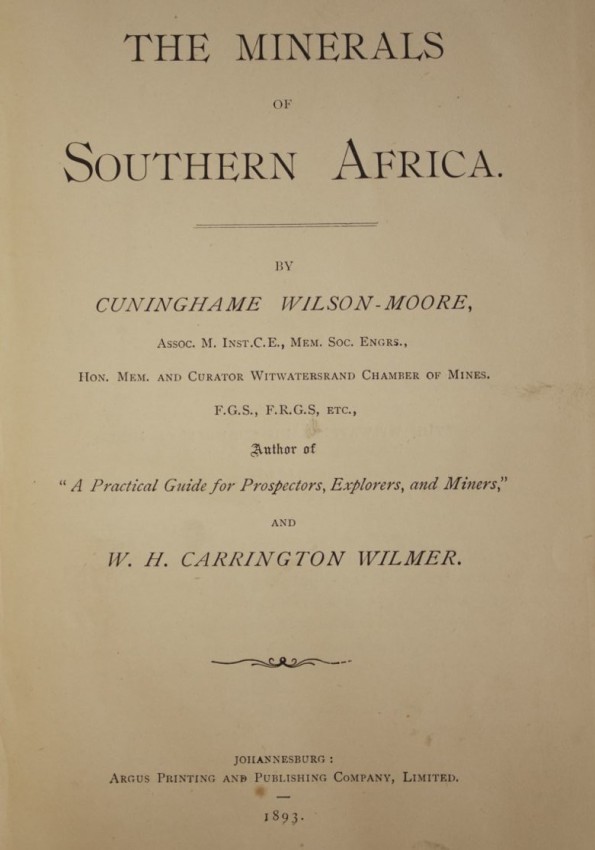 THE MINERALS
OF
SOUTHERN AFRICA.
BY
CUNINGHAME WILSON-MOORE,
ASSOC. M. INST.C.E., MEM. SOC. ENGRS.,
HON. MEM. AND CURATOR WITWATERSRAND CHAMBER OF MINES.
F.G.S., F.R.G.S, ETC.,
Author of
"A Practical Guide for Prospectors, Explorers, and Miners,"
AND
W. H. CARRINGTON WILMER.
JOHANNESBURG:
ARGUS PRINTING AND PUBLISHING COMPANY, LIMITED.
1893.